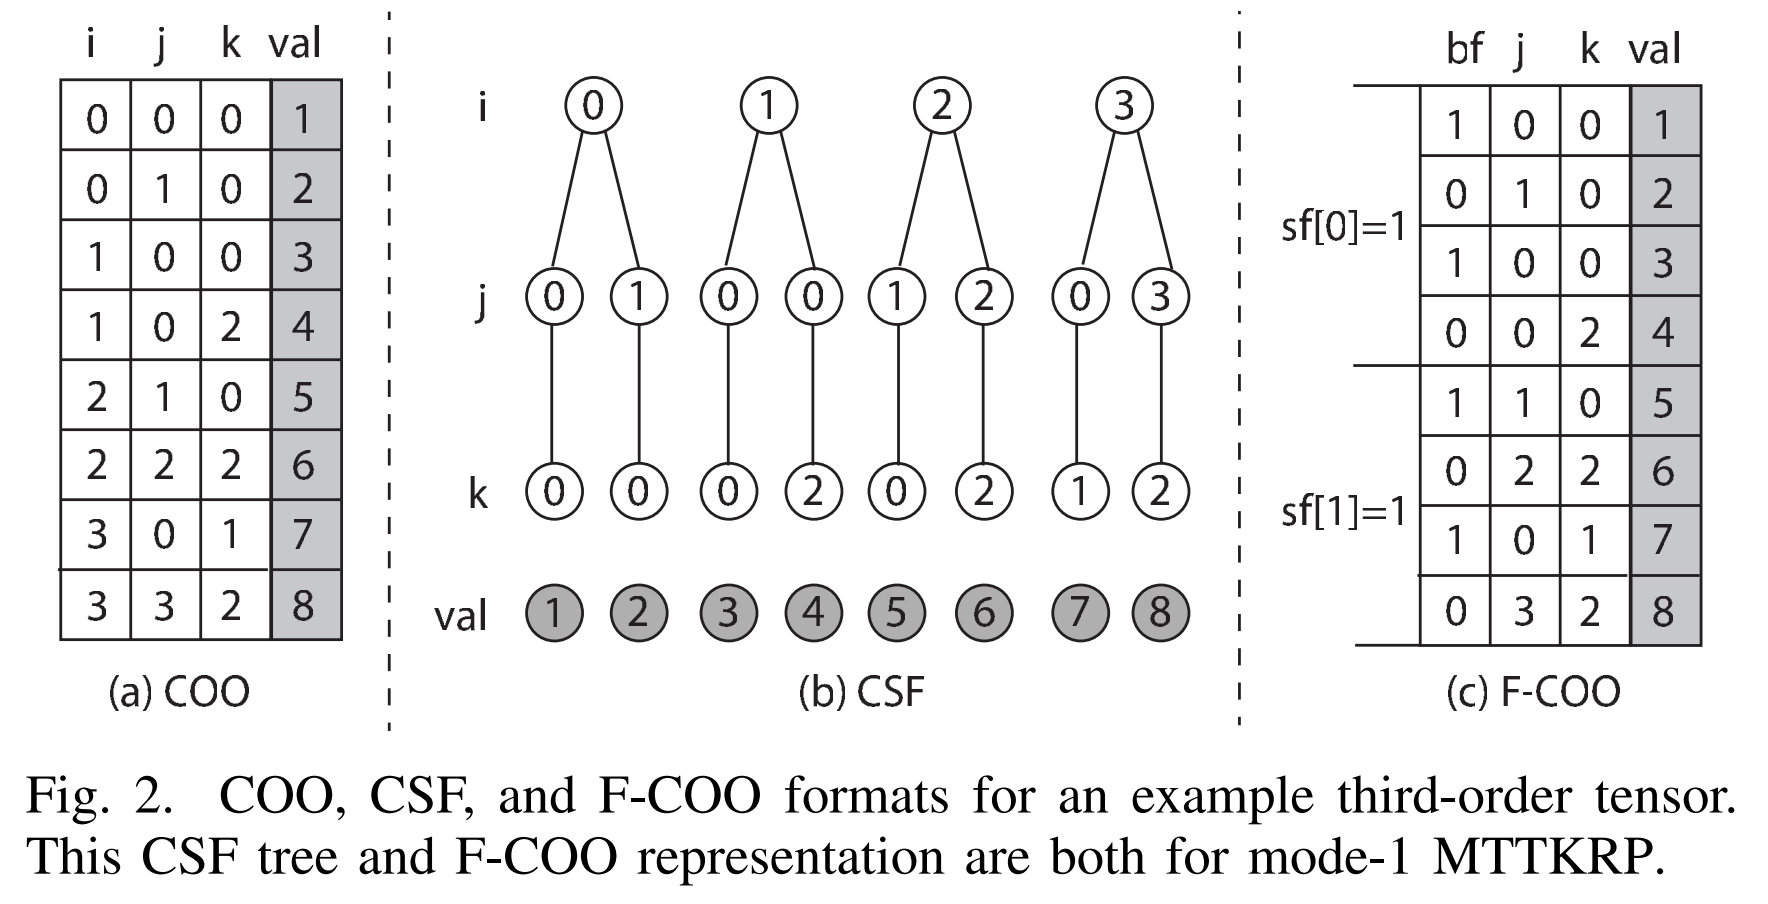 i j k val
0 0 0 1
0 1 0 2
1 0 0 3
1 0 2 4
2 1 0 5
2 2 2 6
3 0 1 7
3 3 2 8
(a) COO
i 0 1 2 3
j 0 1 0 0 1 2 0 3
k 0 0 0 2 0 2 1 2
val 1 2 3 4 5 6 7 8
(b) CSF
bf j k val
1 0 0 1
0 1 0 2
sf[0]=1
1 0 0 3
0 0 2 4
1 1 0 5
0 2 2 6
sf[1]=1
1 0 1 7
0 3 2 8
(c) F-COO
Fig. 2. COO, CSF, and F-COO formats for an example third-order tensor.
This CSF tree and F-COO representation are both for mode-1 MTTKRP.